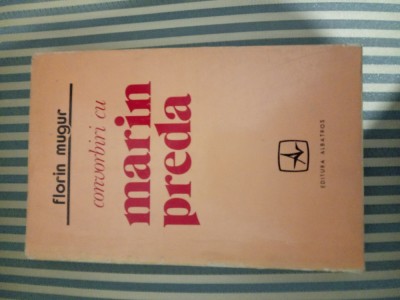 florin mugur
convorbiri cu
marin
preda
EDITURA ALBATROS